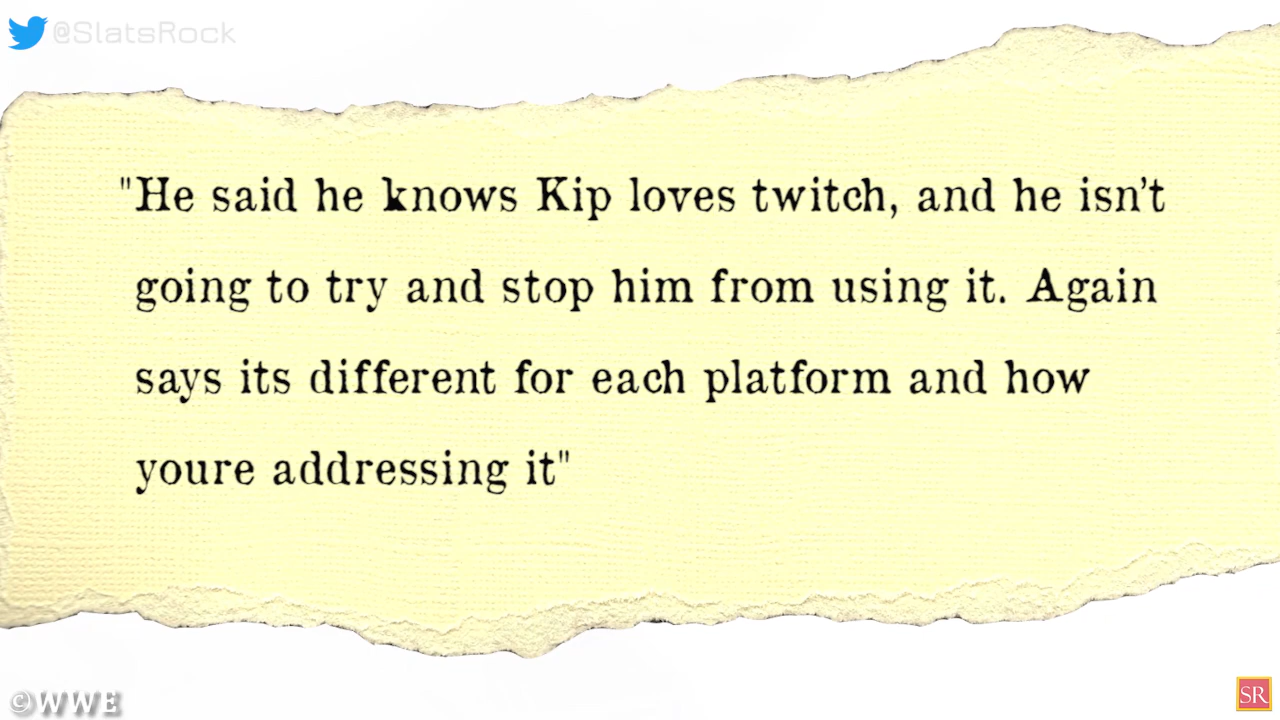 @SlatsRock
"He said he knows Kip loves twitch, and he isn't
going to try and stop him from using it. Again
says its different for each platform and how
youre addressing it"
©WWE
SR